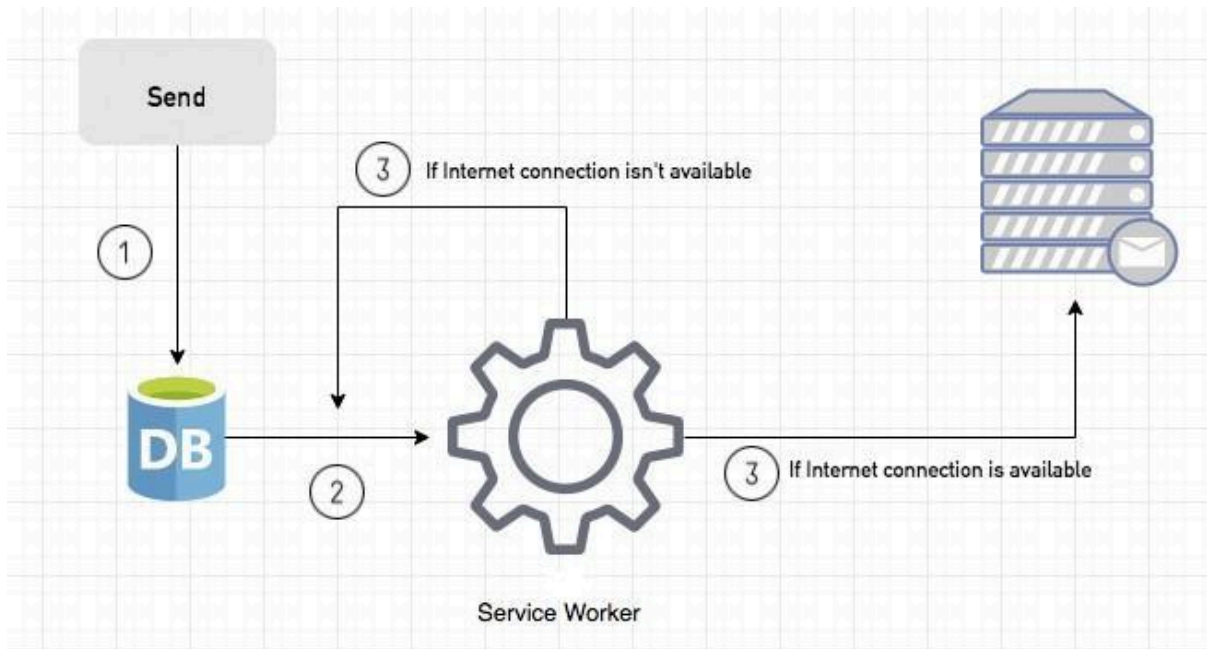 Send
3
If Internet connection isn't available
1
DB
2
3
If Internet connection is available
Service Worker